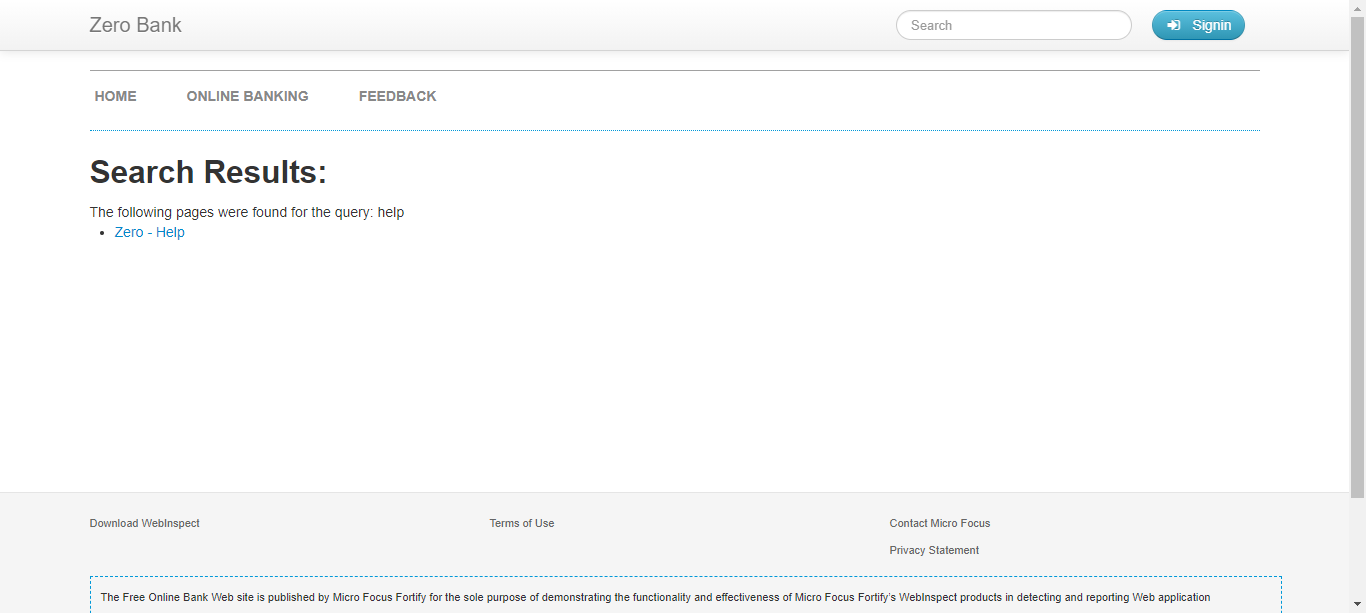 Zero Bank
Search
Signin
HOME
ONLINE BANKING
FEEDBACK
Search Results:
The following pages were found for the query: help
Zero - Help
Download WebInspect
Terms of Use
Contact Micro Focus
Privacy Statement
The Free Online Bank Web site is published by Micro Focus Fortify for the sole purpose of demonstrating the functionality and effectiveness of Micro Focus Fortify's WebInspect products in detecting and reporting Web application